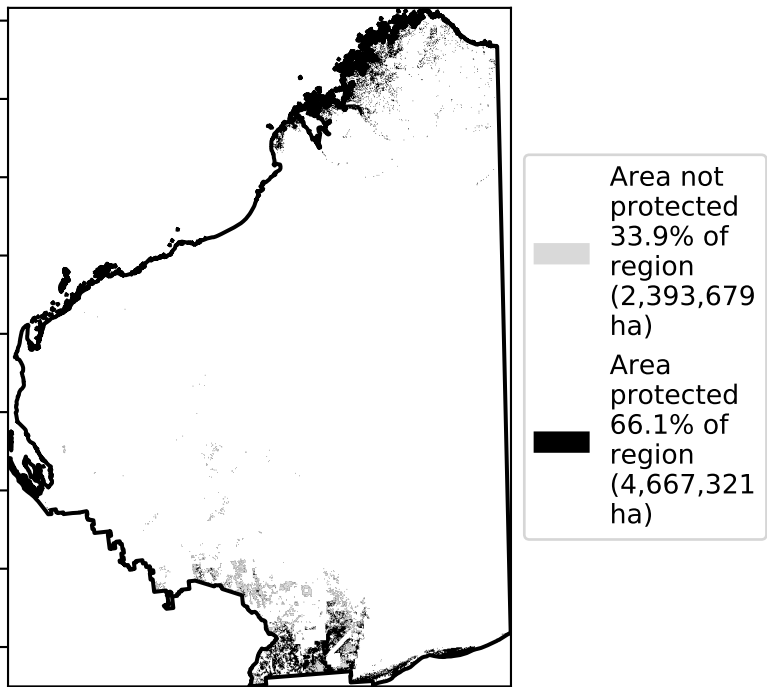 Area not
protected
33.9% of
region
(2,393,679
ha)
Area
protected
66.1% of
region
(4,667,321
ha)